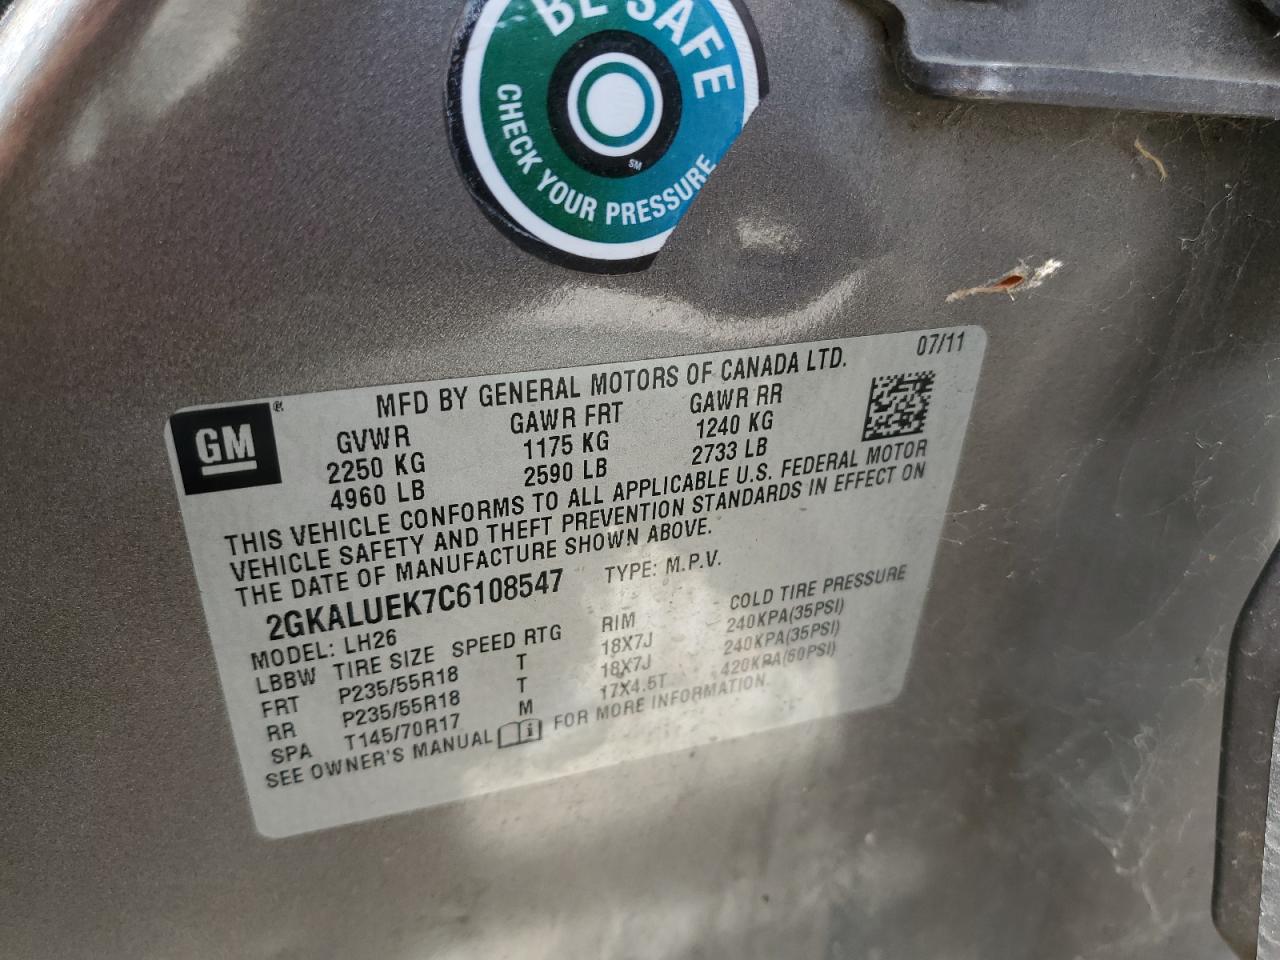 BE SAFE
CHECK YOUR PRESSURE
SM
GM®
MFD BY GENERAL MOTORS OF CANADA LTD. 07/11
GVWR GAWR FRT GAWR RR
2250 KG 1175 KG 1240 KG
4960 LB 2590 LB 2733 LB
THIS VEHICLE CONFORMS TO ALL APPLICABLE U.S. FEDERAL MOTOR
VEHICLE SAFETY AND THEFT PREVENTION STANDARDS IN EFFECT ON
THE DATE OF MANUFACTURE SHOWN ABOVE.
2GKALUEK7C6108547 TYPE: M.P.V.
MODEL: LH26
LBBW TIRE SIZE SPEED RTG RIM COLD TIRE PRESSURE
FRT P235/55R18 T 18X7J 240KPA(35PSI)
RR P235/55R18 T 18X7J 240KPA(35PSI)
SPA T145/70R17 M 17X4.5T 420KPA(60PSI)
SEE OWNER'S MANUAL i FOR MORE INFORMATION.